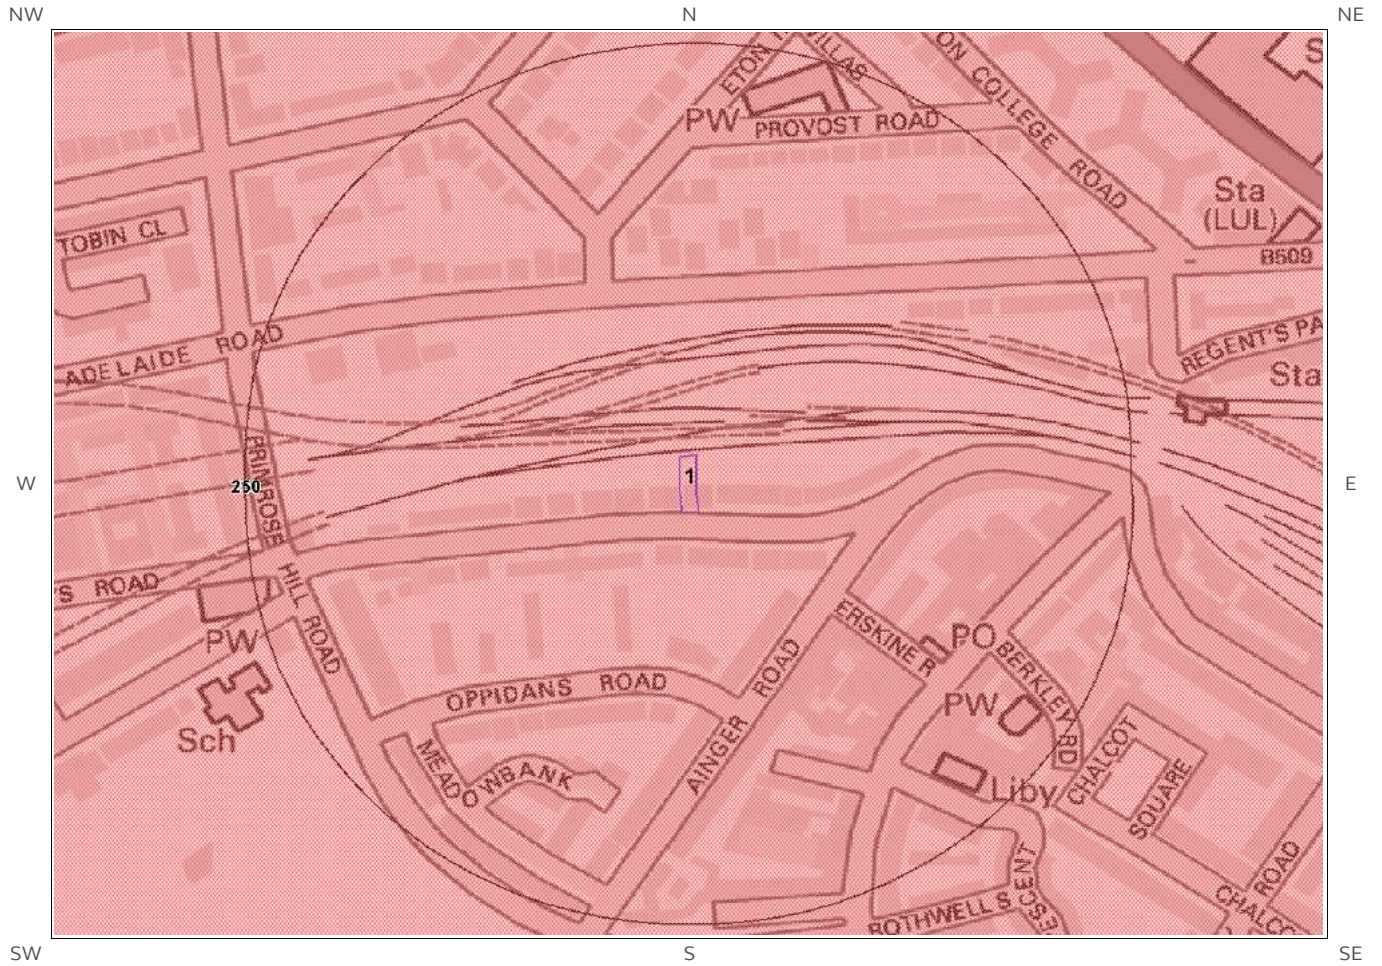 NW
N
NE
ETON
VILLAS
ON COLLEGE ROAD
S
PW
PROVOST ROAD
Sta
(LUL)
TOBIN CL
B509
ADELAIDE ROAD
REGENT'S PA
Sta
PRIMROSE
HILL ROAD
W
250
1
E
'S ROAD
PW
ERSKINE R
PO
BERKLEY RD
OPPIDANS ROAD
AINGER ROAD
PW
Sch
MEADOWBANK
Liby
CHALCOT
SQUARE
ROTHWELL S
ESCENT
ROAD
CHALCO
SW
S
SE